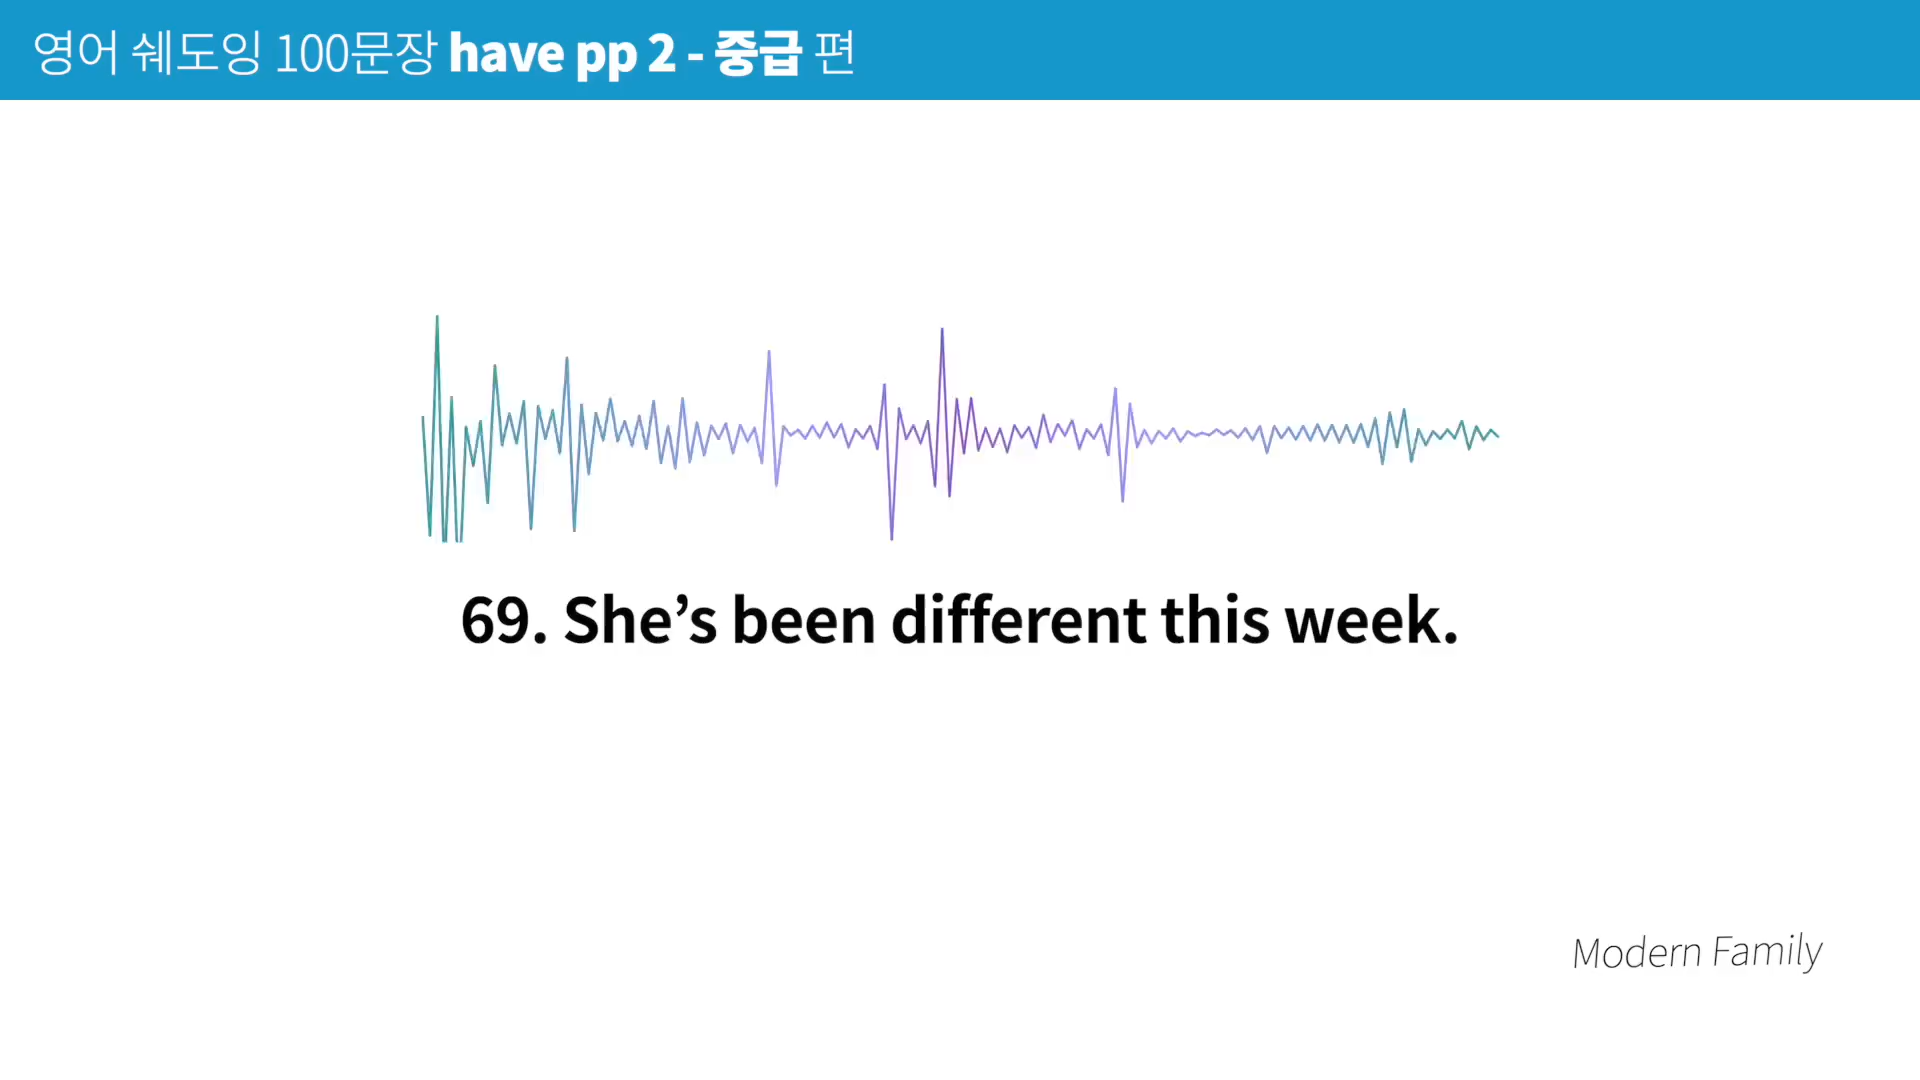 영어 쉐도잉 100문장 have pp 2 - 중급 편
69. She’s been different this week.
Modern Family